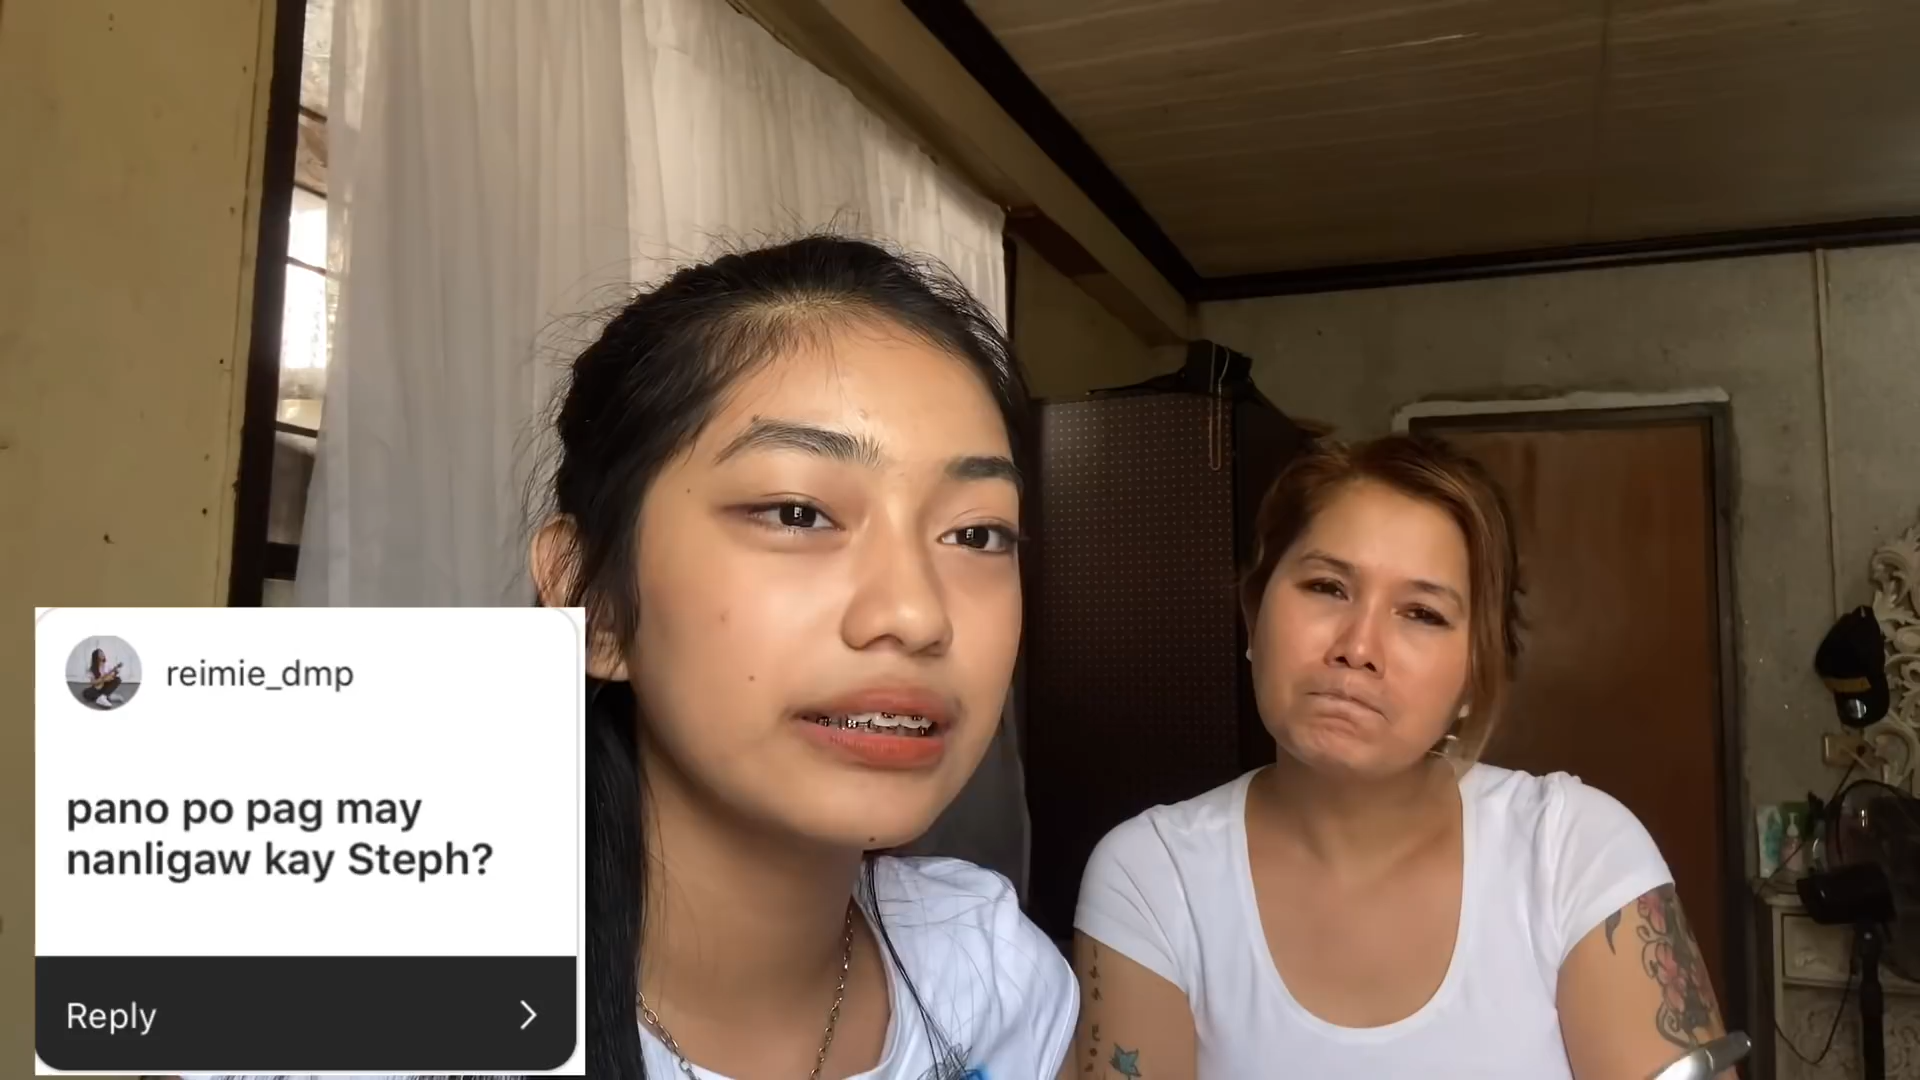 reimie_dmp
pano po pag may
nanligaw kay Steph?
Reply